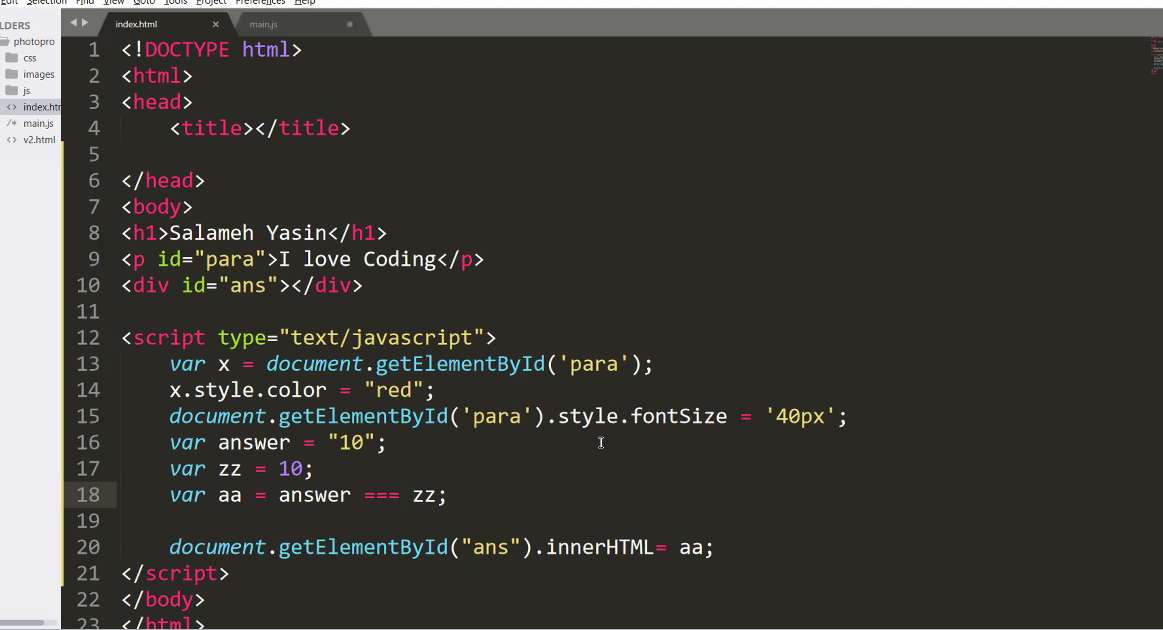 Edit Selection Find View Goto Tools Project Preferences Help
LDERS
photopro
css
images
js
index.htm
main.js
v2.html
index.html × main.js
1 <!DOCTYPE html>
2 <html>
3 <head>
4 <title></title>
5
6 </head>
7 <body>
8 <h1>Salameh Yasin</h1>
9 <p id="para">I love Coding</p>
10 <div id="ans"></div>
11
12 <script type="text/javascript">
13 var x = document.getElementById('para');
14 x.style.color = "red";
15 document.getElementById('para').style.fontSize = '40px';
16 var answer = "10";
17 var zz = 10;
18 var aa = answer === zz;
19
20 document.getElementById("ans").innerHTML= aa;
21 </script>
22 </body>
23 </html>